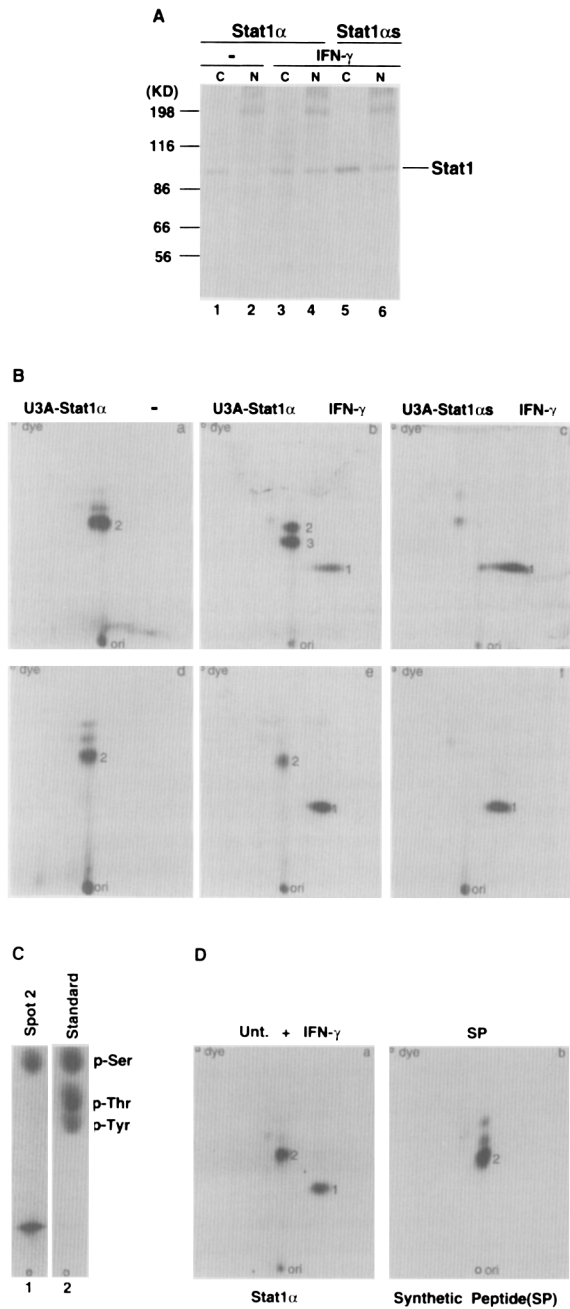 A
Stat1α Stat1αs
- IFN-γ
C N C N C N
(KD)
198
116
86
66
56
Stat1
1 2 3 4 5 6
B
U3A-Stat1α - U3A-Stat1α IFN-γ U3A-Stat1αs IFN-γ
dye a dye b dye c
2 2 3 1 1
ori ori ori
dye d dye e dye f
2 2 1 1
ori ori ori
C D
Spot 2
Standard
p-Ser
p-Thr
p-Tyr
1 2
Unt. + IFN-γ SP
dye a dye b
2 1 2
ori ori
Stat1α Synthetic Peptide(SP)